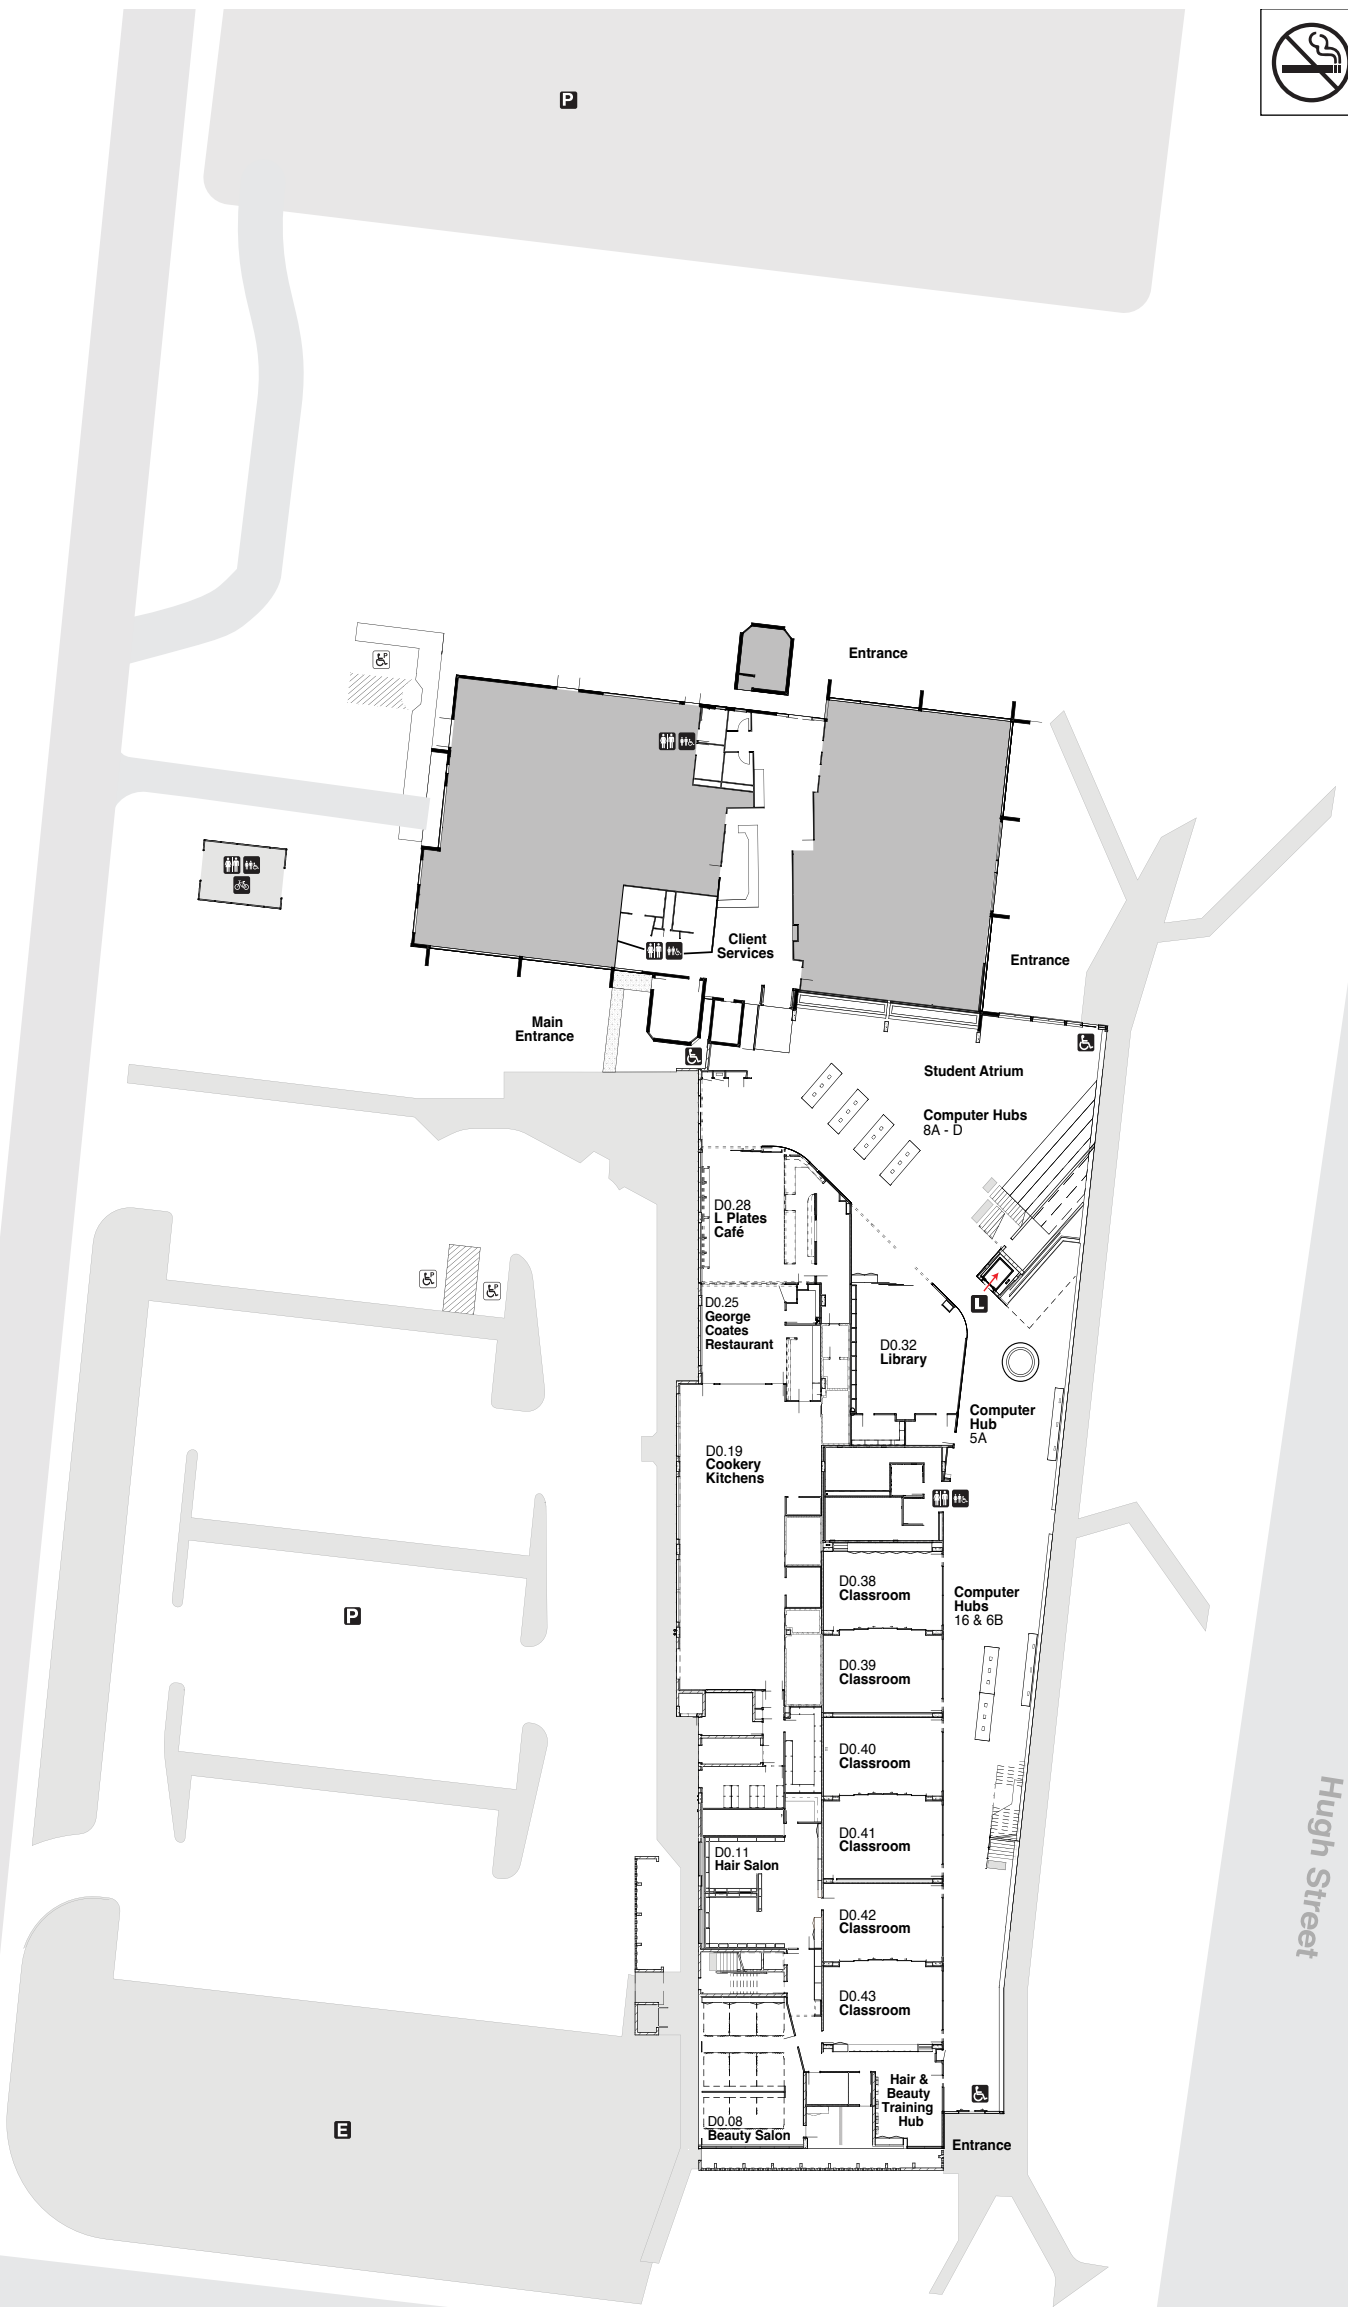 P
Entrance
P
Client
Services
Entrance
Main
Entrance
Student Atrium
Computer Hubs
8A - D
D0.28
L Plates
Café
P
P
L
D0.25
George
Coates
Restaurant
D0.32
Library
Computer
Hub
5A
D0.19
Cookery
Kitchens
D0.38
Classroom
Computer
Hubs
16 & 6B
P
D0.39
Classroom
D0.40
Classroom
D0.41
Classroom
D0.11
Hair Salon
Hugh Street
D0.42
Classroom
D0.43
Classroom
Hair &
Beauty
Training
Hub
D0.08
Beauty Salon
E
Entrance